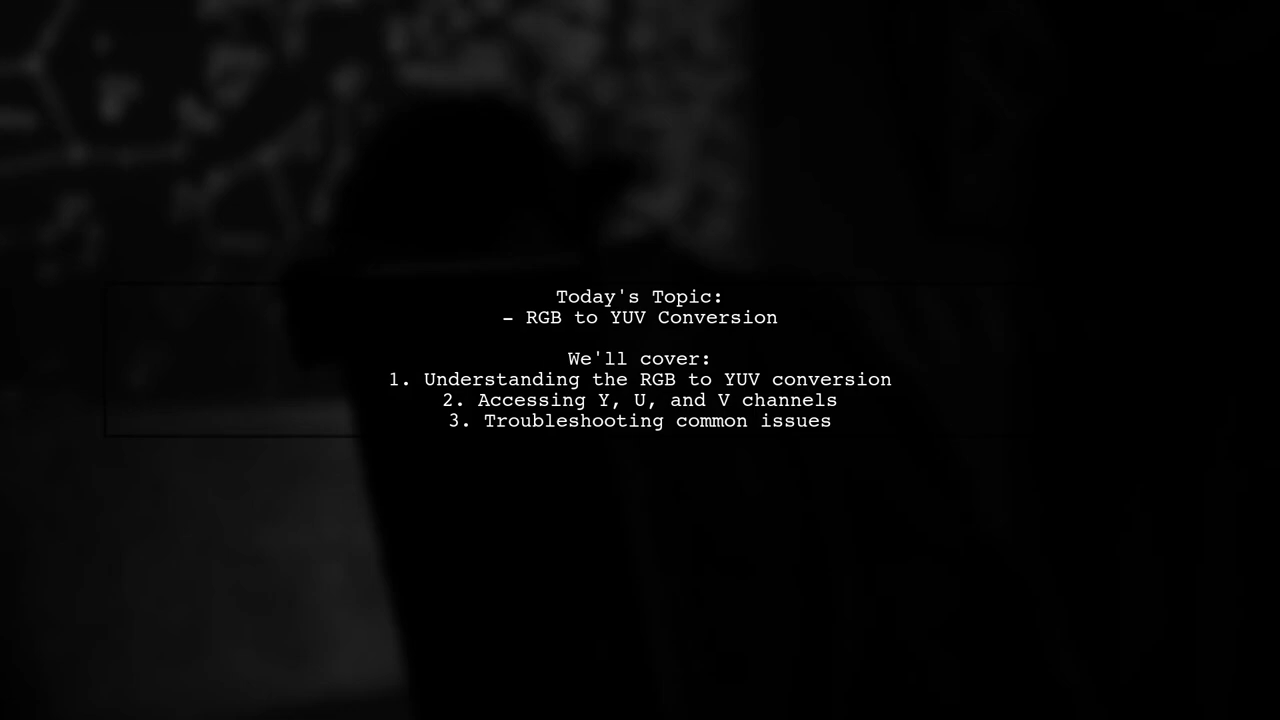 Today's Topic:
– RGB to YUV Conversion
We'll cover:
1. Understanding the RGB to YUV conversion
2. Accessing Y, U, and V channels
3. Troubleshooting common issues